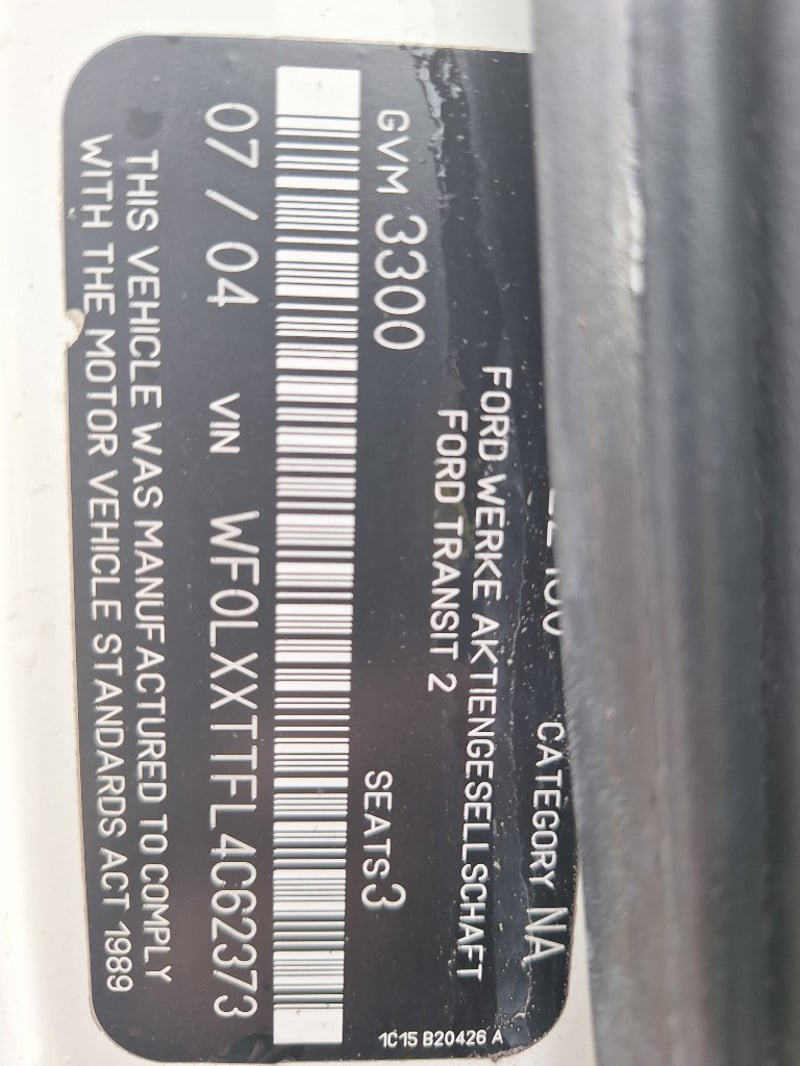 CATEGORY NA
FORD WERKE AKTIENGESELLSCHAFT
FORD TRANSIT 2
GVM 3300 SEATS 3
07 / 04 VIN WF0LXXTTFL4C62373
THIS VEHICLE WAS MANUFACTURED TO COMPLY
WITH THE MOTOR VEHICLE STANDARDS ACT 1989
1C15 B20426 A